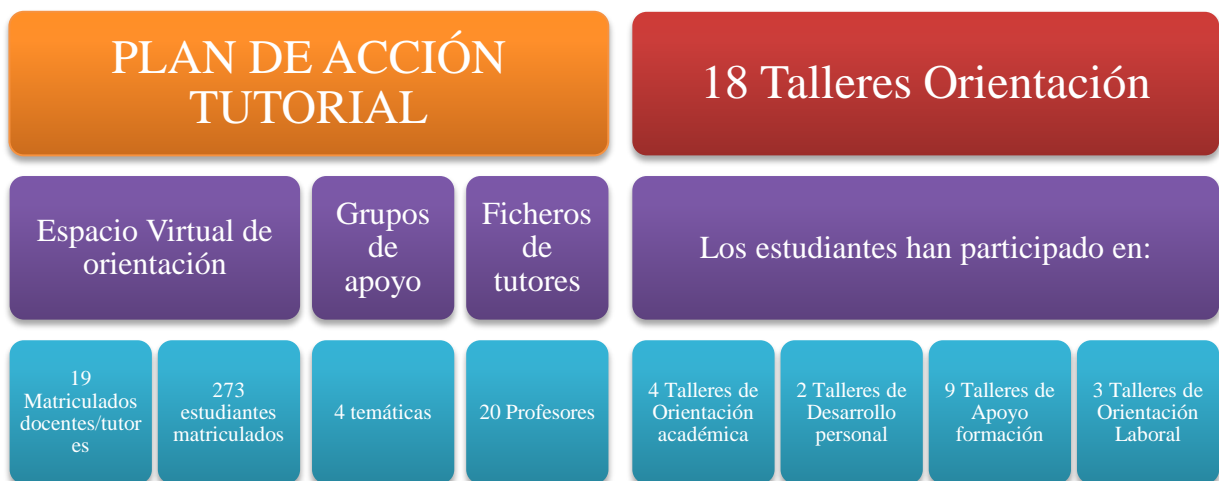 PLAN DE ACCIÓN
TUTORIAL
18 Talleres Orientación
Espacio Virtual de
orientación
Grupos
de
apoyo
Ficheros
de
tutores
Los estudiantes han participado en:
19
Matriculados
docentes/tutor
es
273
estudiantes
matriculados
4 temáticas
20 Profesores
4 Talleres de
Orientación
académica
2 Talleres de
Desarrollo
personal
9 Talleres de
Apoyo
formación
3 Talleres de
Orientación
Laboral